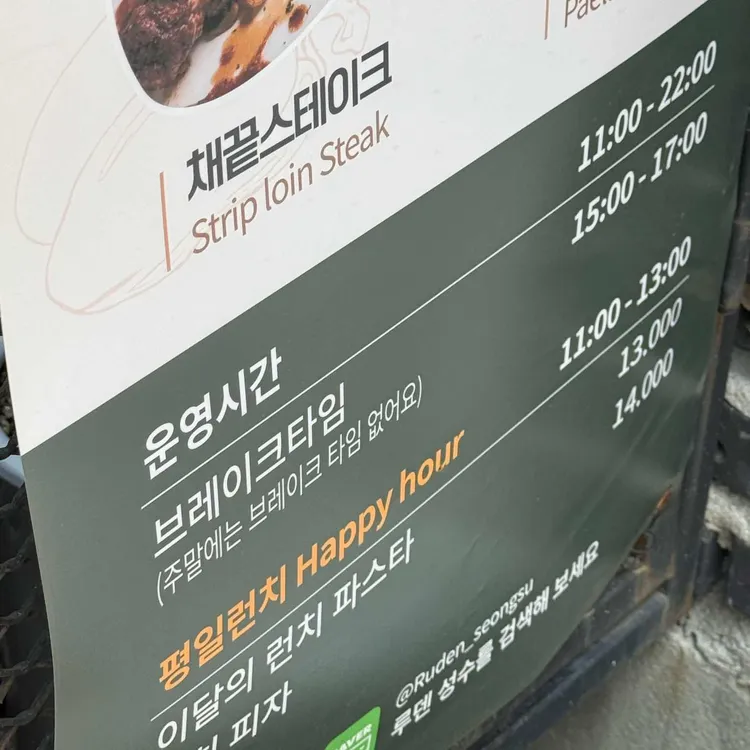 채끝스테이크
Strip loin Steak
운영시간 11:00 - 22:00
브레이크타임 15:00 - 17:00
(주말에는 브레이크 타임 없어요)
평일런치 Happy hour 11:00 - 13:00
이달의 런치 파스타 13.000
피자 14.000
@Ruden_seongsu
루덴 성수를 검색해 보세요